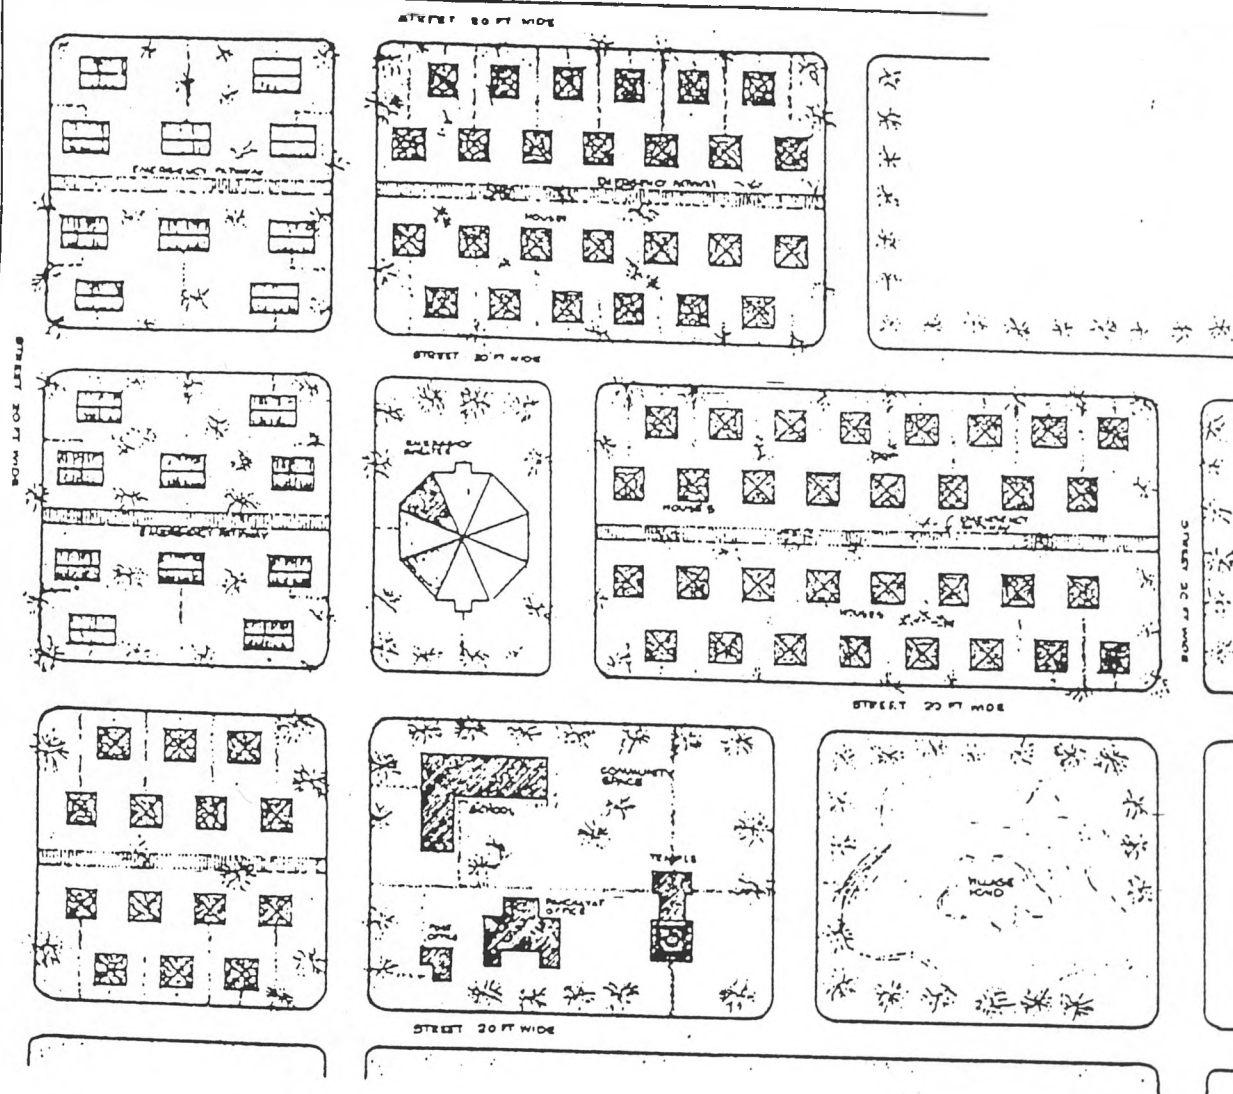 STREET 20 FT WIDE
EMERGENCY PATHWAY
HOUSES
STREET 20 FT WIDE
STREET 20 FT WIDE
EMERGENCY PATHWAY
HOUSES
EMERGENCY
PATHWAY
HOUSES
STREET 20 FT WIDE
STREET 20 FT WIDE
COMMUNITY
SPACE
SCHOOL
TEMPLE
VILLAGE
POND
PANCHAYAT
OFFICE
OFFICE
STREET 20 FT WIDE